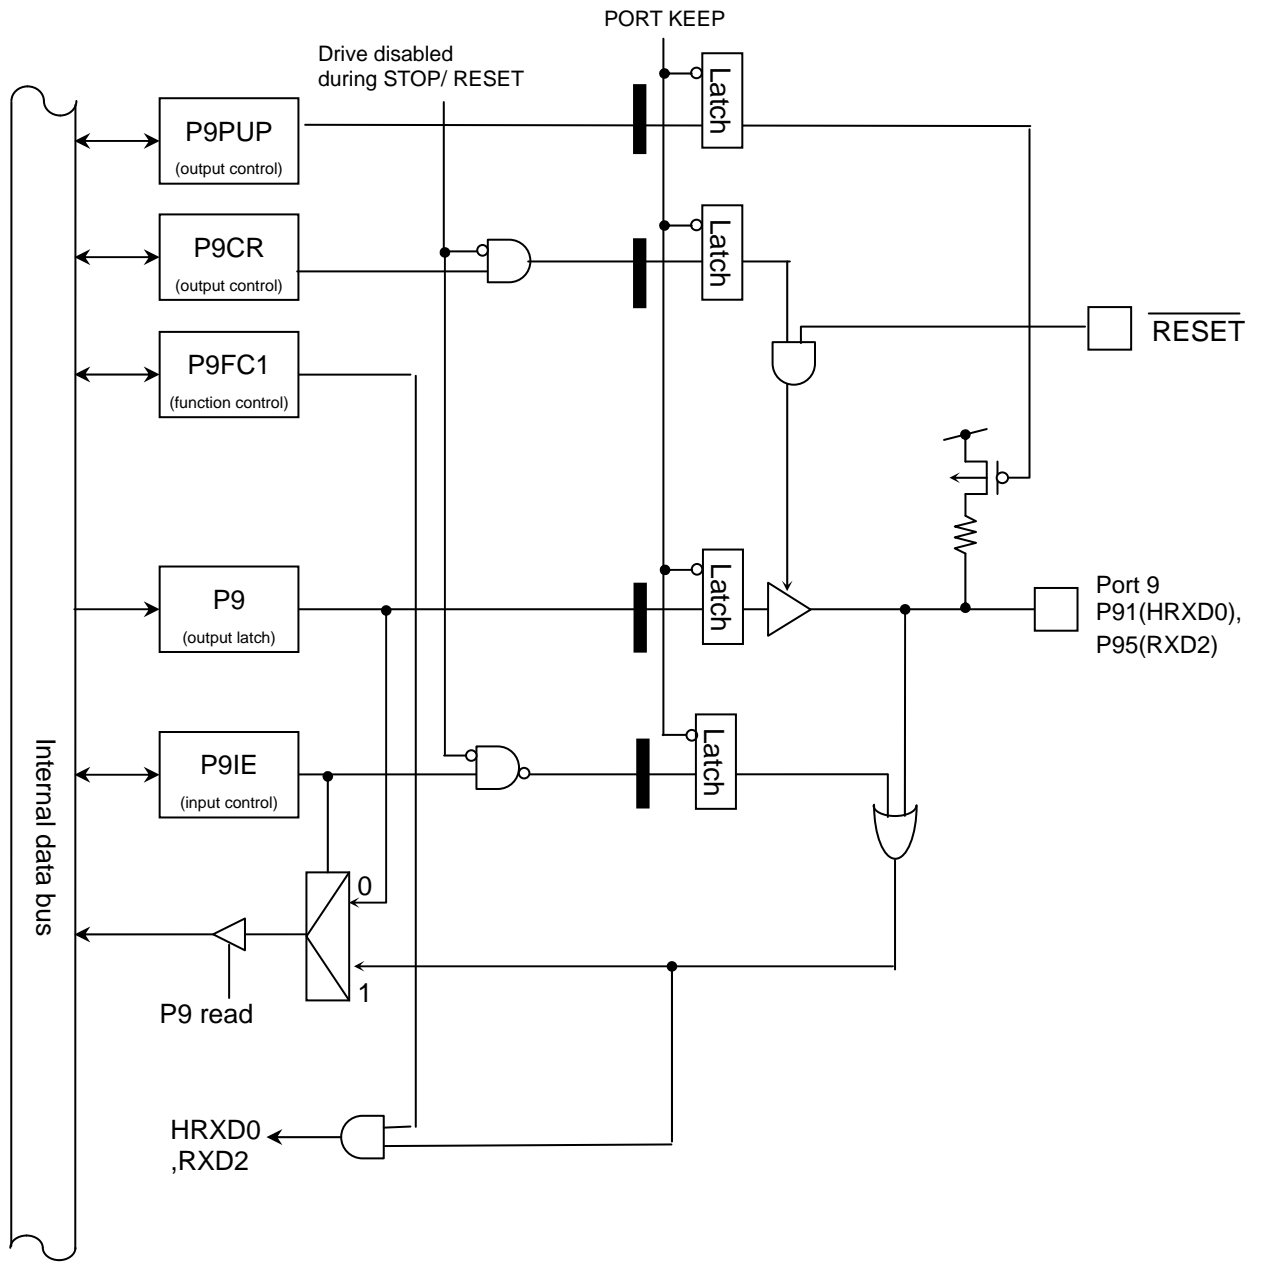 PORT KEEP
Drive disabled
during STOP/ RESET
Latch
P9PUP
(output control)
Latch
P9CR
(output control)
RESET
P9FC1
(function control)
Latch
P9
(output latch)
Port 9
P91(HRXD0),
P95(RXD2)
Latch
P9IE
(input control)
Internal data bus
0
1
P9 read
HRXD0
,RXD2